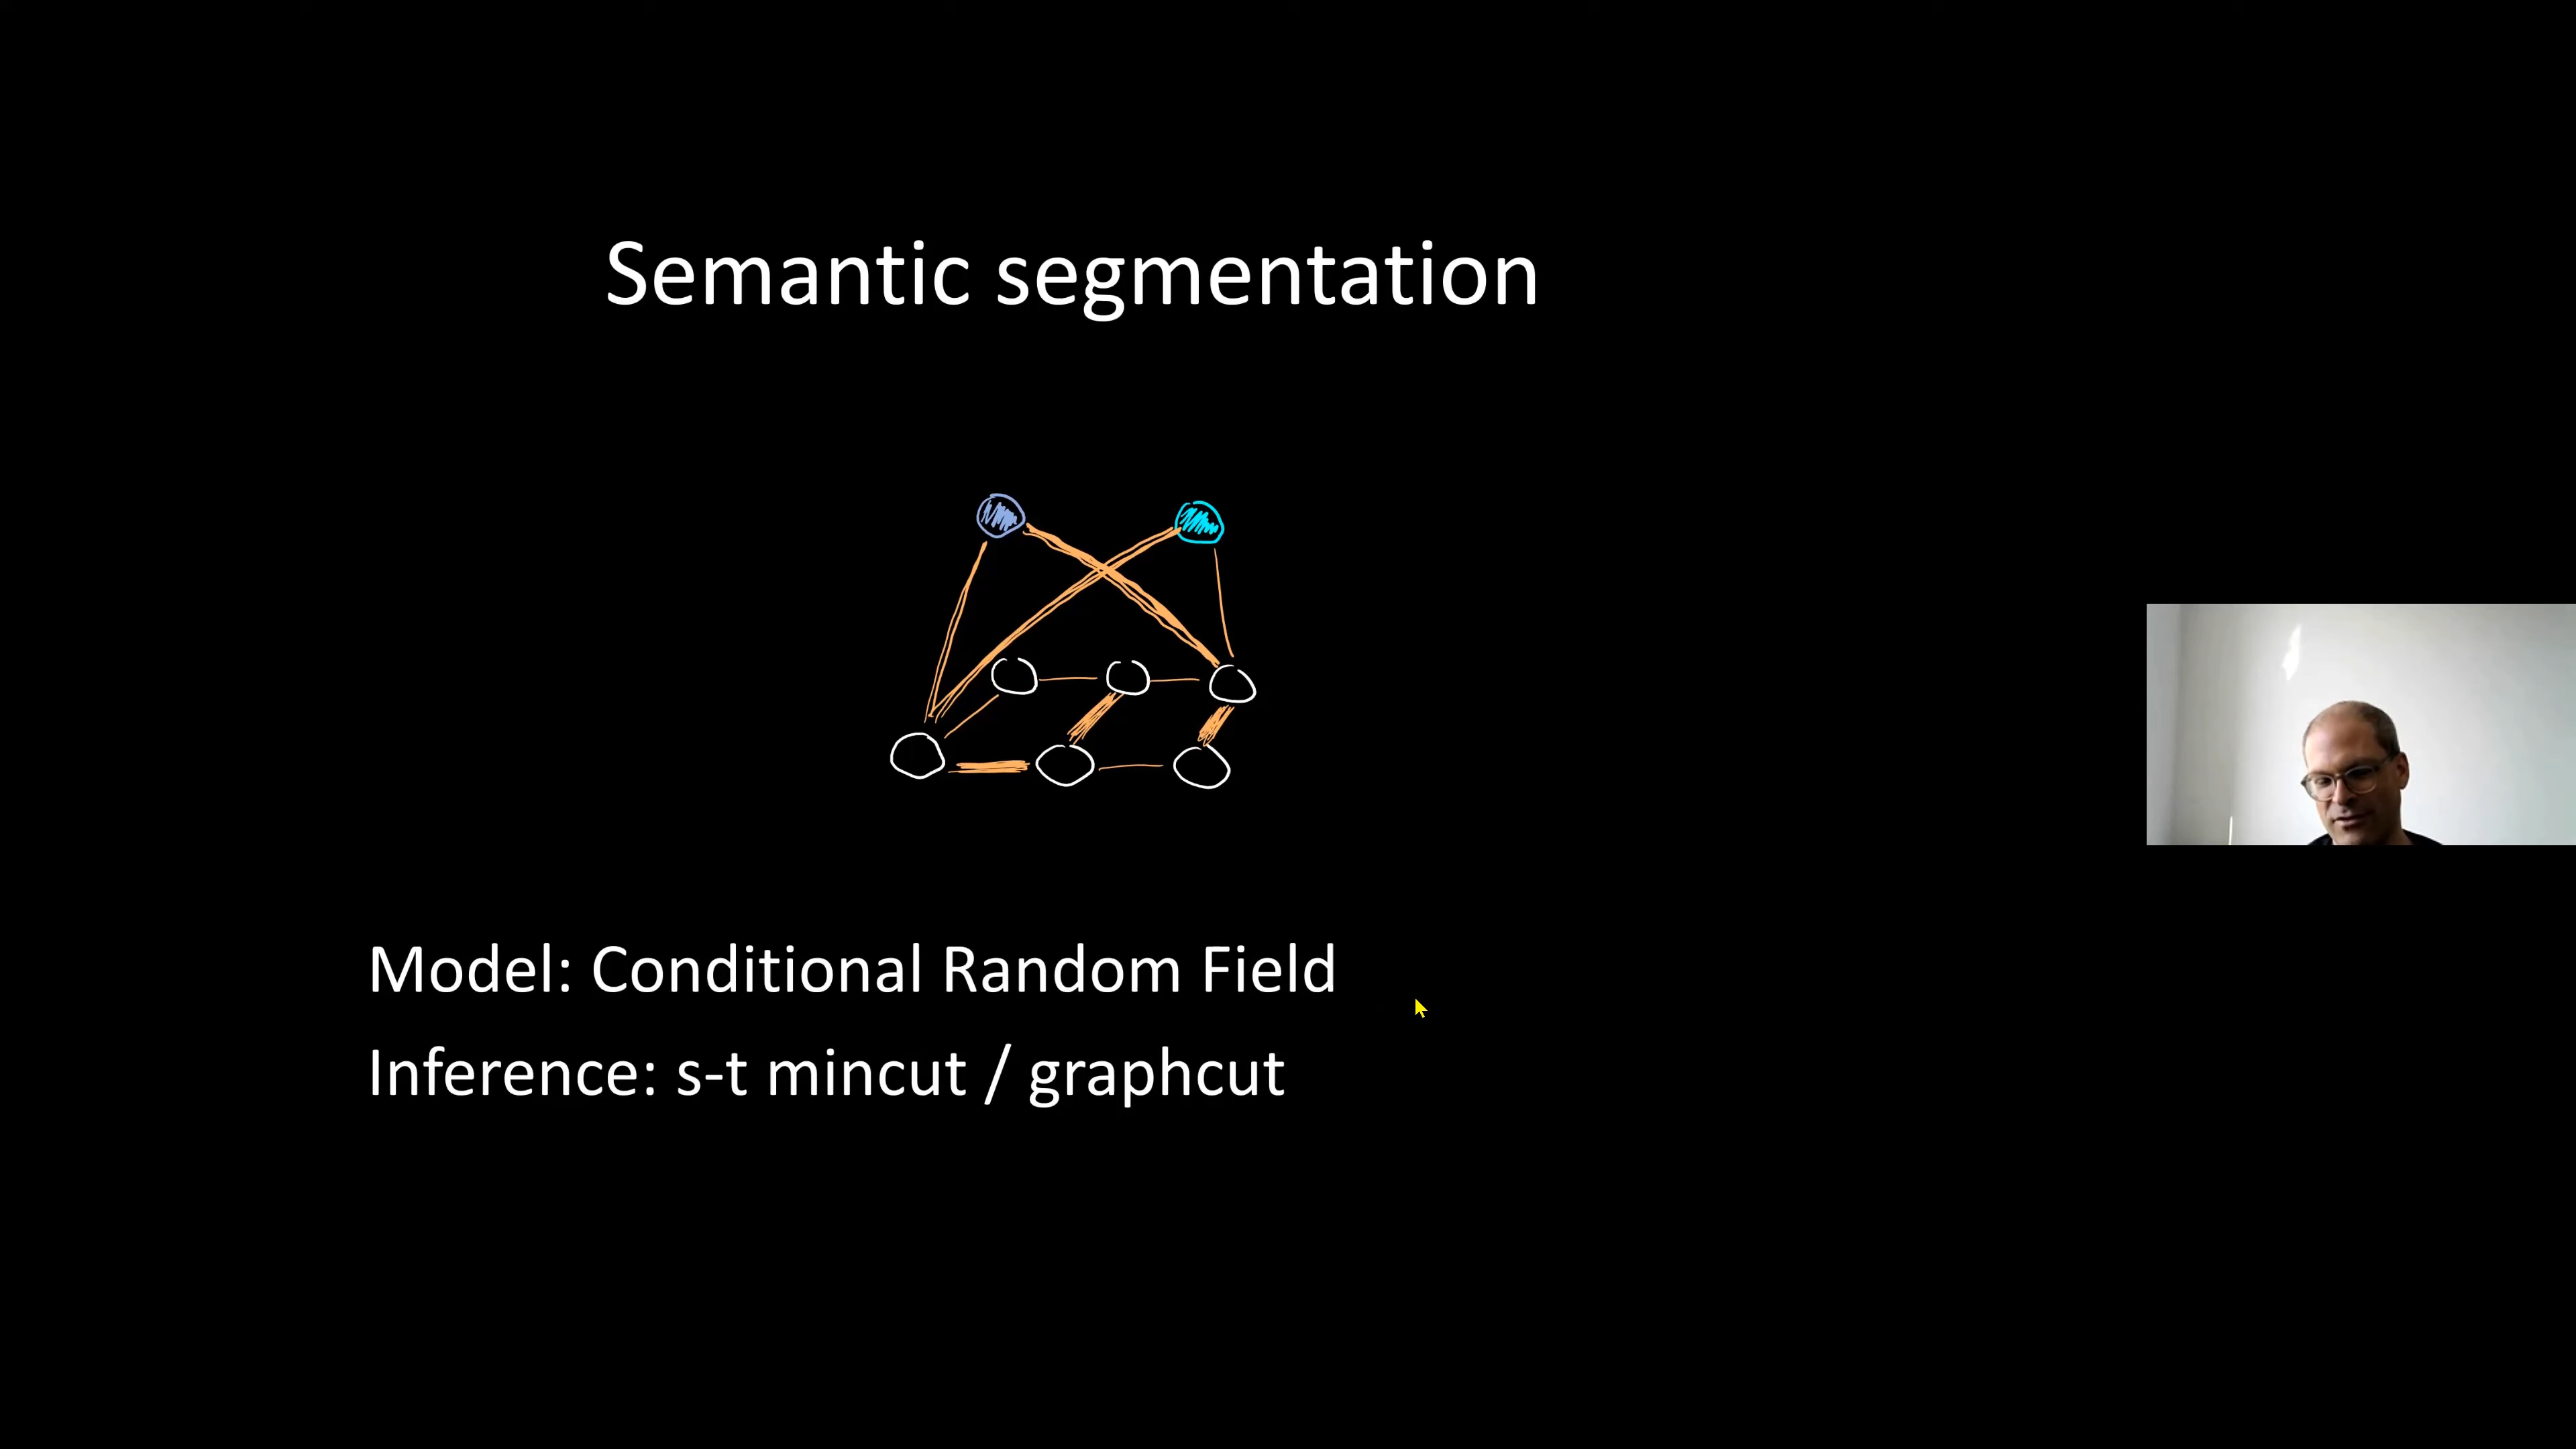 Semantic segmentation
Model: Conditional Random Field
Inference: s-t mincut / graphcut